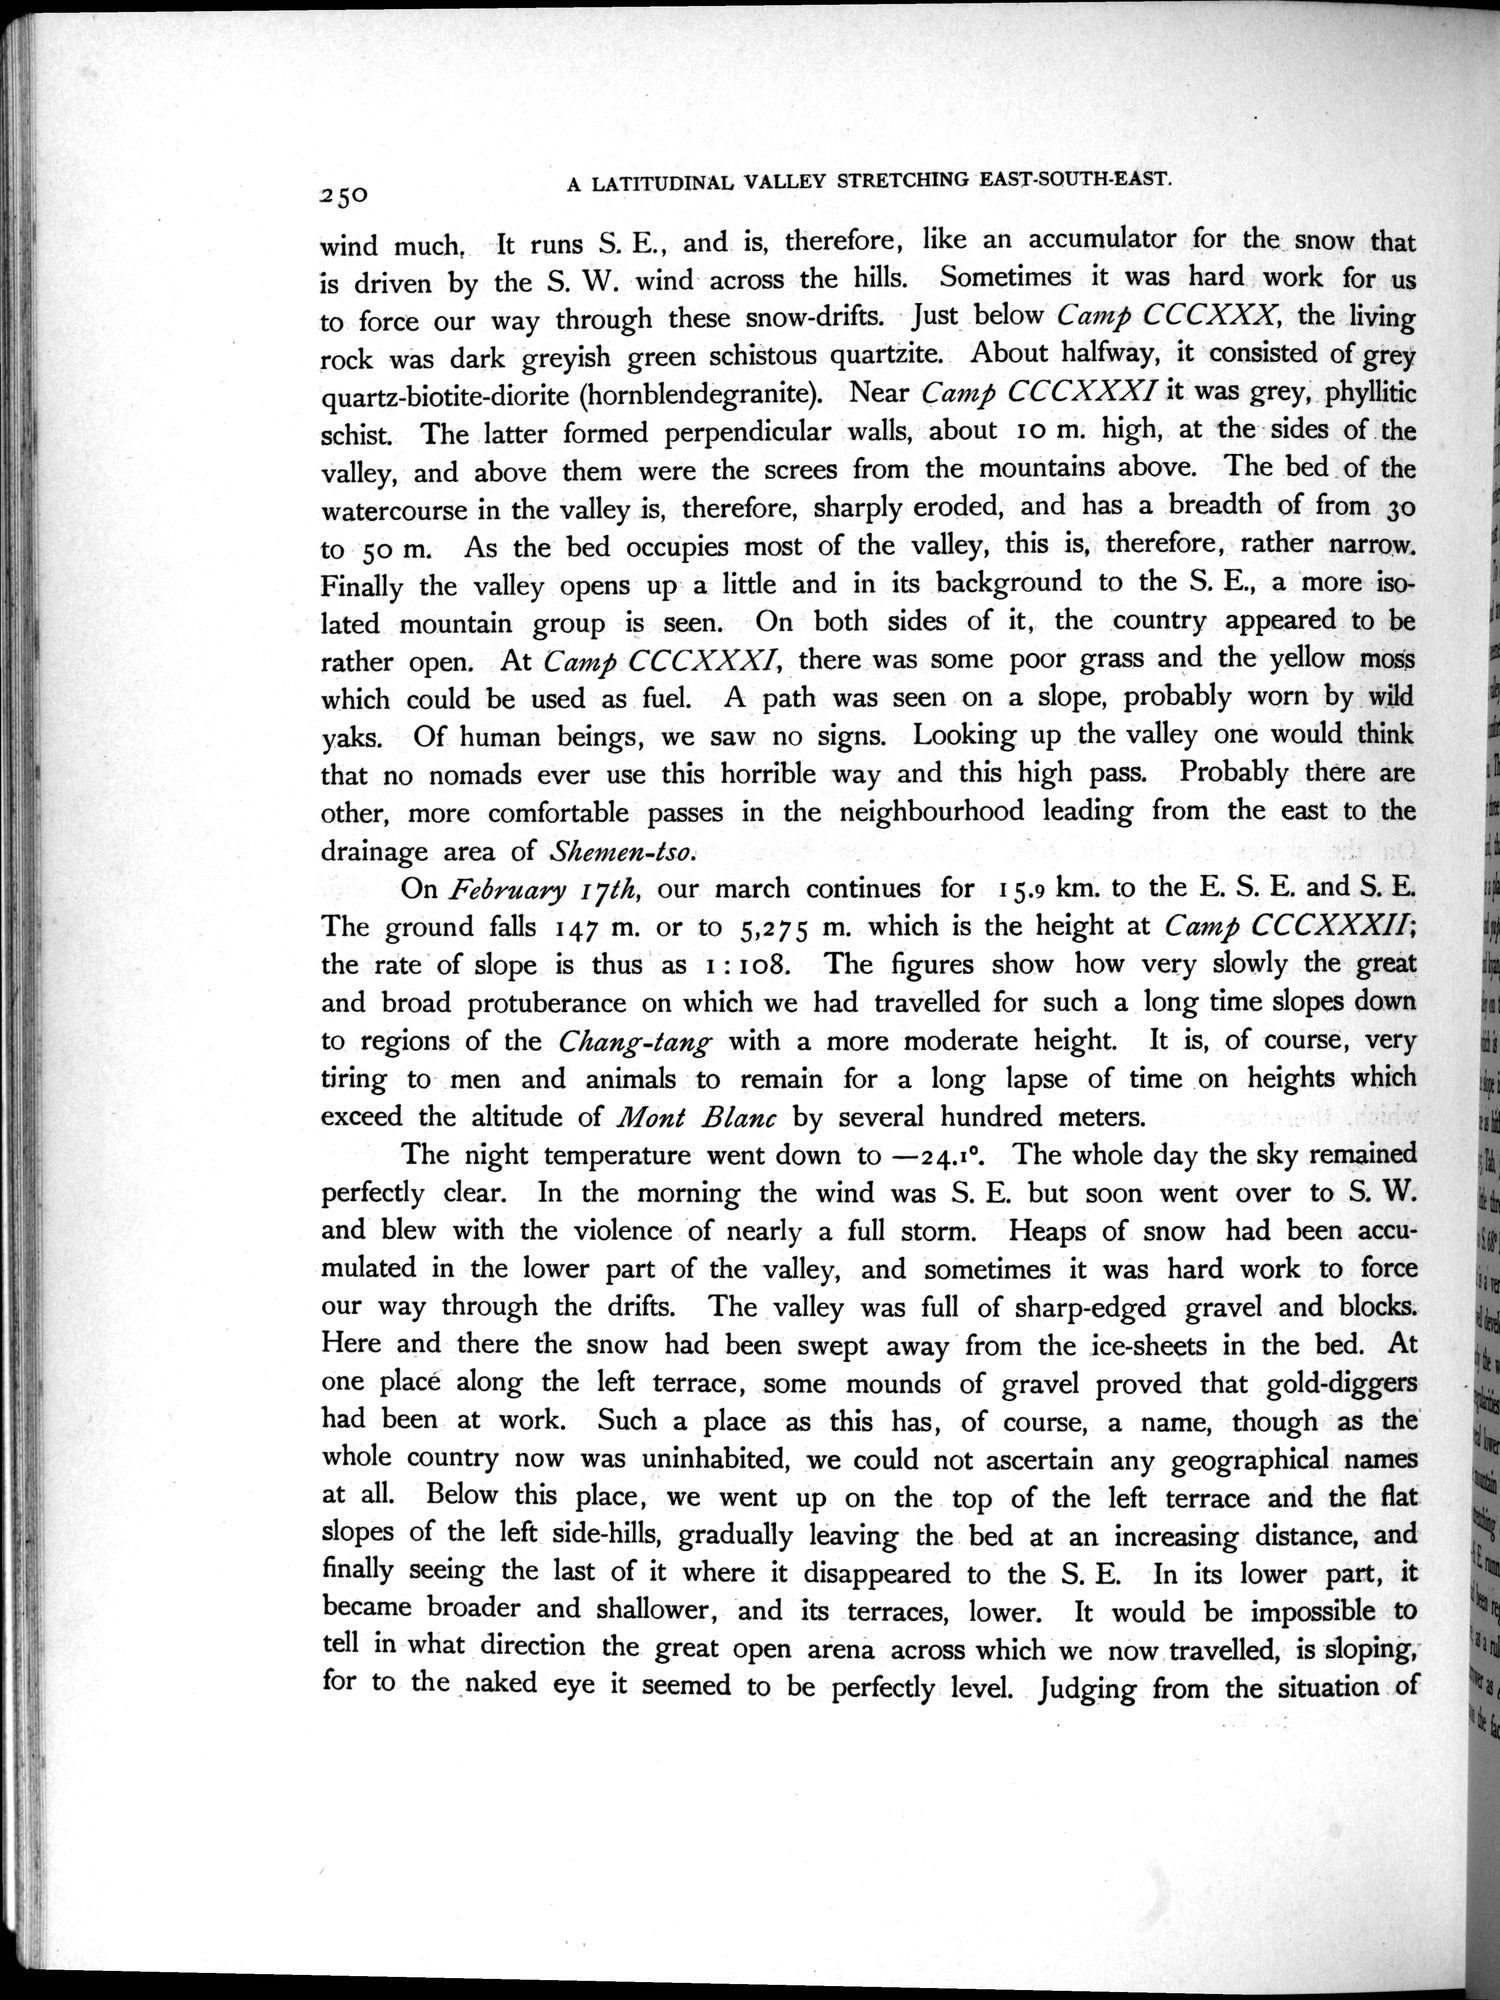 250
A LATITUDINAL VALLEY STRETCHING EAST-SOUTH-EAST.
wind much. It runs S. E., and is, therefore, like an accumulator for the snow that
is driven by the S. W. wind across the hills. Sometimes it was hard work for us
to force our way through these snow-drifts. Just below Camp CCCXXX, the living
rock was dark greyish green schistous quartzite. About halfway, it consisted of grey
quartz-biotite-diorite (hornblendegranite). Near Camp CCCXXXI it was grey, phyllitic
schist. The latter formed perpendicular walls, about 10 m. high, at the sides of the
valley, and above them were the screes from the mountains above. The bed of the
watercourse in the valley is, therefore, sharply eroded, and has a breadth of from 30
to 50 m. As the bed occupies most of the valley, this is, therefore, rather narrow.
Finally the valley opens up a little and in its background to the S. E., a more iso-
lated mountain group is seen. On both sides of it, the country appeared to be
rather open. At Camp CCCXXXI, there was some poor grass and the yellow moss
which could be used as fuel. A path was seen on a slope, probably worn by wild
yaks. Of human beings, we saw no signs. Looking up the valley one would think
that no nomads ever use this horrible way and this high pass. Probably there are
other, more comfortable passes in the neighbourhood leading from the east to the
drainage area of Shemen-tso.
On February 17th, our march continues for 15.9 km. to the E. S. E. and S. E.
The ground falls 147 m. or to 5,275 m. which is the height at Camp CCCXXXII;
the rate of slope is thus as 1 : 108. The figures show how very slowly the great
and broad protuberance on which we had travelled for such a long time slopes down
to regions of the Chang-tang with a more moderate height. It is, of course, very
tiring to men and animals to remain for a long lapse of time on heights which
exceed the altitude of Mont Blanc by several hundred meters.
The night temperature went down to —24.1°. The whole day the sky remained
perfectly clear. In the morning the wind was S. E. but soon went over to S. W.
and blew with the violence of nearly a full storm. Heaps of snow had been accu-
mulated in the lower part of the valley, and sometimes it was hard work to force
our way through the drifts. The valley was full of sharp-edged gravel and blocks.
Here and there the snow had been swept away from the ice-sheets in the bed. At
one place along the left terrace, some mounds of gravel proved that gold-diggers
had been at work. Such a place as this has, of course, a name, though as the
whole country now was uninhabited, we could not ascertain any geographical names
at all. Below this place, we went up on the top of the left terrace and the flat
slopes of the left side-hills, gradually leaving the bed at an increasing distance, and
finally seeing the last of it where it disappeared to the S. E. In its lower part, it
became broader and shallower, and its terraces, lower. It would be impossible to
tell in what direction the great open arena across which we now travelled, is sloping,
for to the naked eye it seemed to be perfectly level. Judging from the situation of